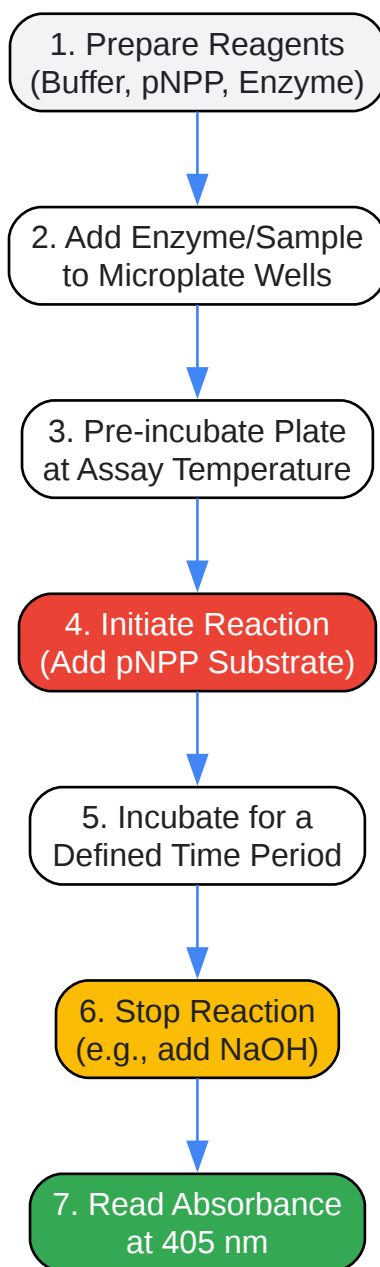 1. Prepare Reagents
(Buffer, pNPP, Enzyme)
2. Add Enzyme/Sample
to Microplate Wells
3. Pre-incubate Plate
at Assay Temperature
4. Initiate Reaction
(Add pNPP Substrate)
5. Incubate for a
Defined Time Period
6. Stop Reaction
(e.g., add NaOH)
7. Read Absorbance
at 405 nm